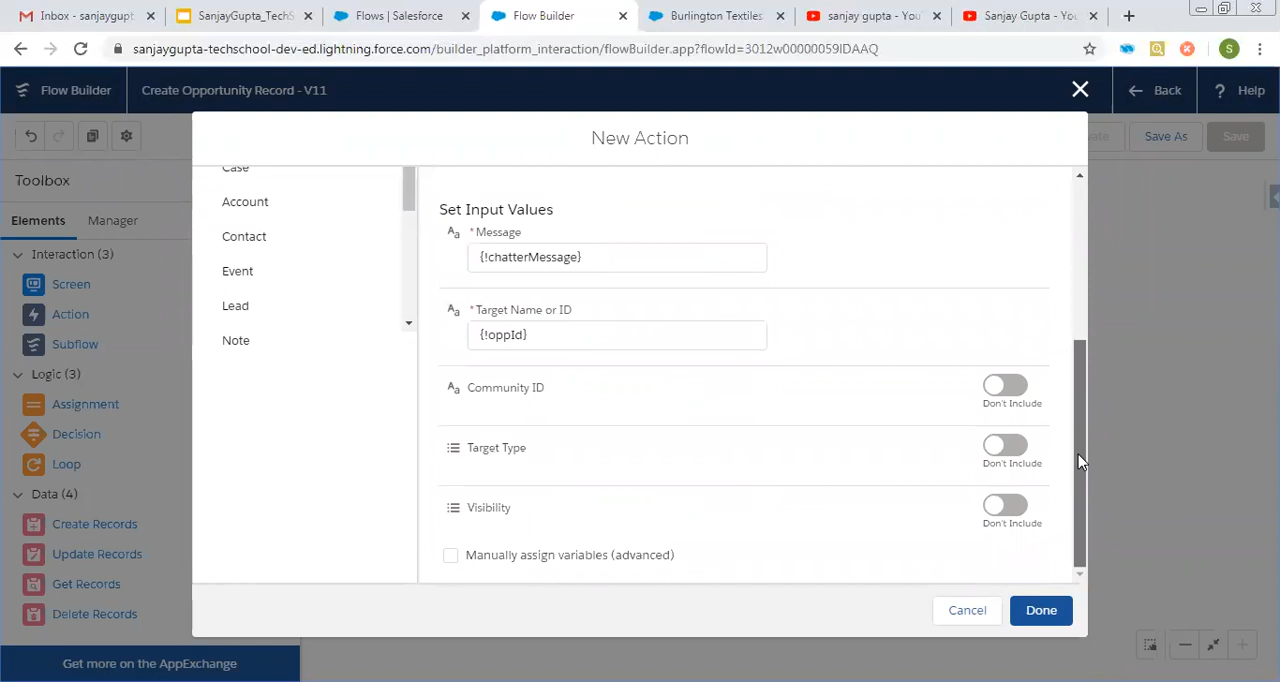 Inbox - sanjaygupt
SanjayGupta_TechS
Flows | Salesforce
Flow Builder
Burlington Textiles
sanjay gupta - You
Sanjay Gupta - You
sanjaygupta-techschool-dev-ed.lightning.force.com/builder_platform_interaction/flowBuilder.app?flowId=3012w00000059IDAAQ
S
Flow Builder
Create Opportunity Record - V11
Back
? Help
New Action
Save As
Save
Toolbox
Elements
Manager
Interaction (3)
Screen
Action
Subflow
Logic (3)
Assignment
Decision
Loop
Data (4)
Create Records
Update Records
Get Records
Delete Records
Get more on the AppExchange
Case
Account
Contact
Event
Lead
Note
Set Input Values
Aa * Message
{!chatterMessage}
Aa * Target Name or ID
{!oppId}
Aa Community ID
Don't Include
Target Type
Don't Include
Visibility
Don't Include
Manually assign variables (advanced)
Cancel
Done